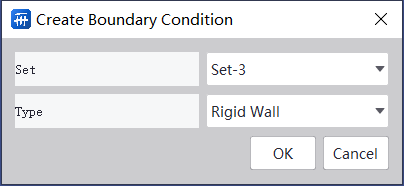 Create Boundary Condition
Set Set-3
Type Rigid Wall
OK Cancel